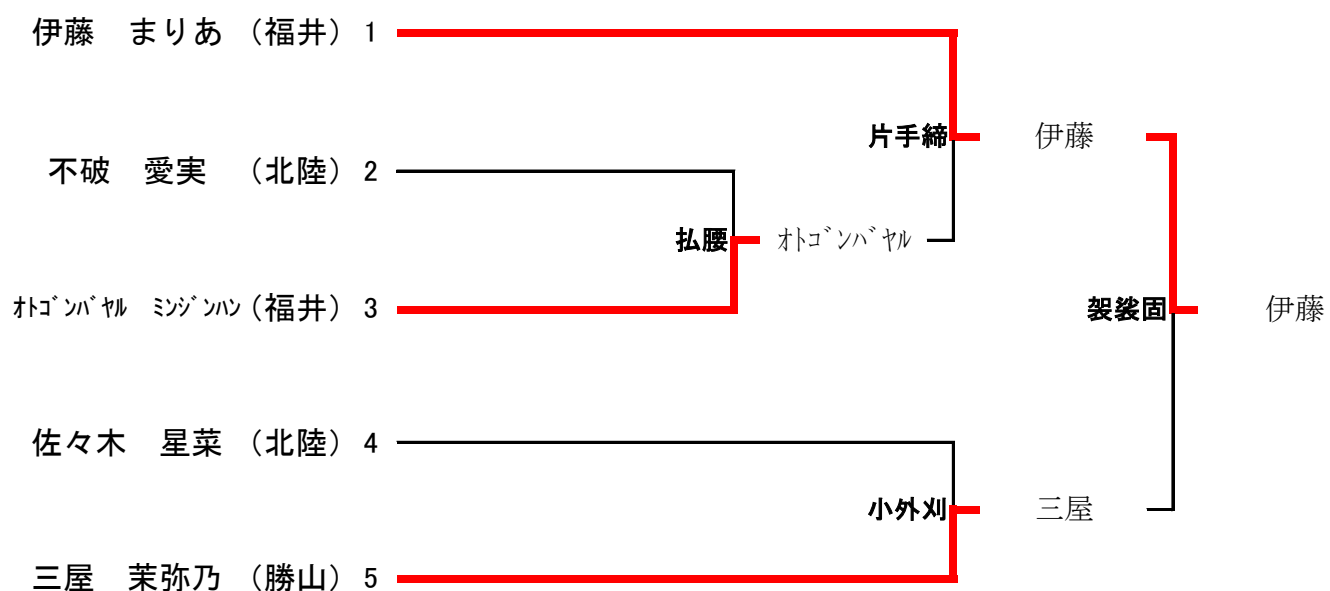 伊藤　まりあ （福井） 1
片手締　伊藤
不破　愛実　（北陸） 2
払腰　ｵﾄｺﾞﾝﾊﾞﾔﾙ
ｵﾄｺﾞﾝﾊﾞﾔﾙ ﾐﾝｼﾞﾝﾊﾝ（福井） 3
袈裟固　伊藤
佐々木　星菜 （北陸） 4
小外刈　三屋
三屋　茉弥乃 （勝山） 5